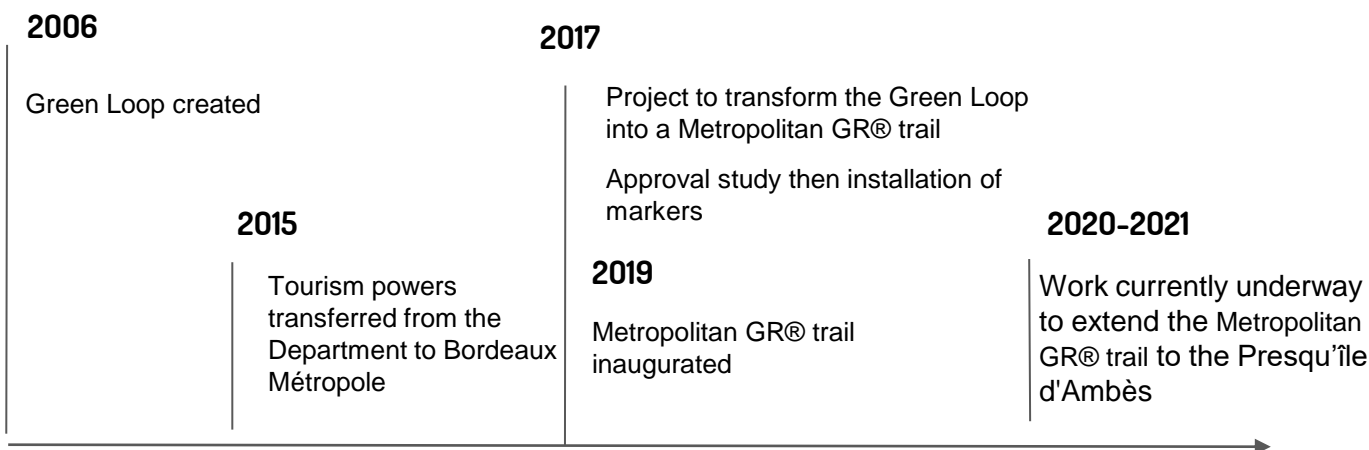 2006
Green Loop created
2015
Tourism powers
transferred from the
Department to Bordeaux
Métropole
2017
Project to transform the Green Loop
into a Metropolitan GR® trail
Approval study then installation of
markers
2019
Metropolitan GR® trail
inaugurated
2020-2021
Work currently underway
to extend the Metropolitan
GR® trail to the Presqu’île
d'Ambès